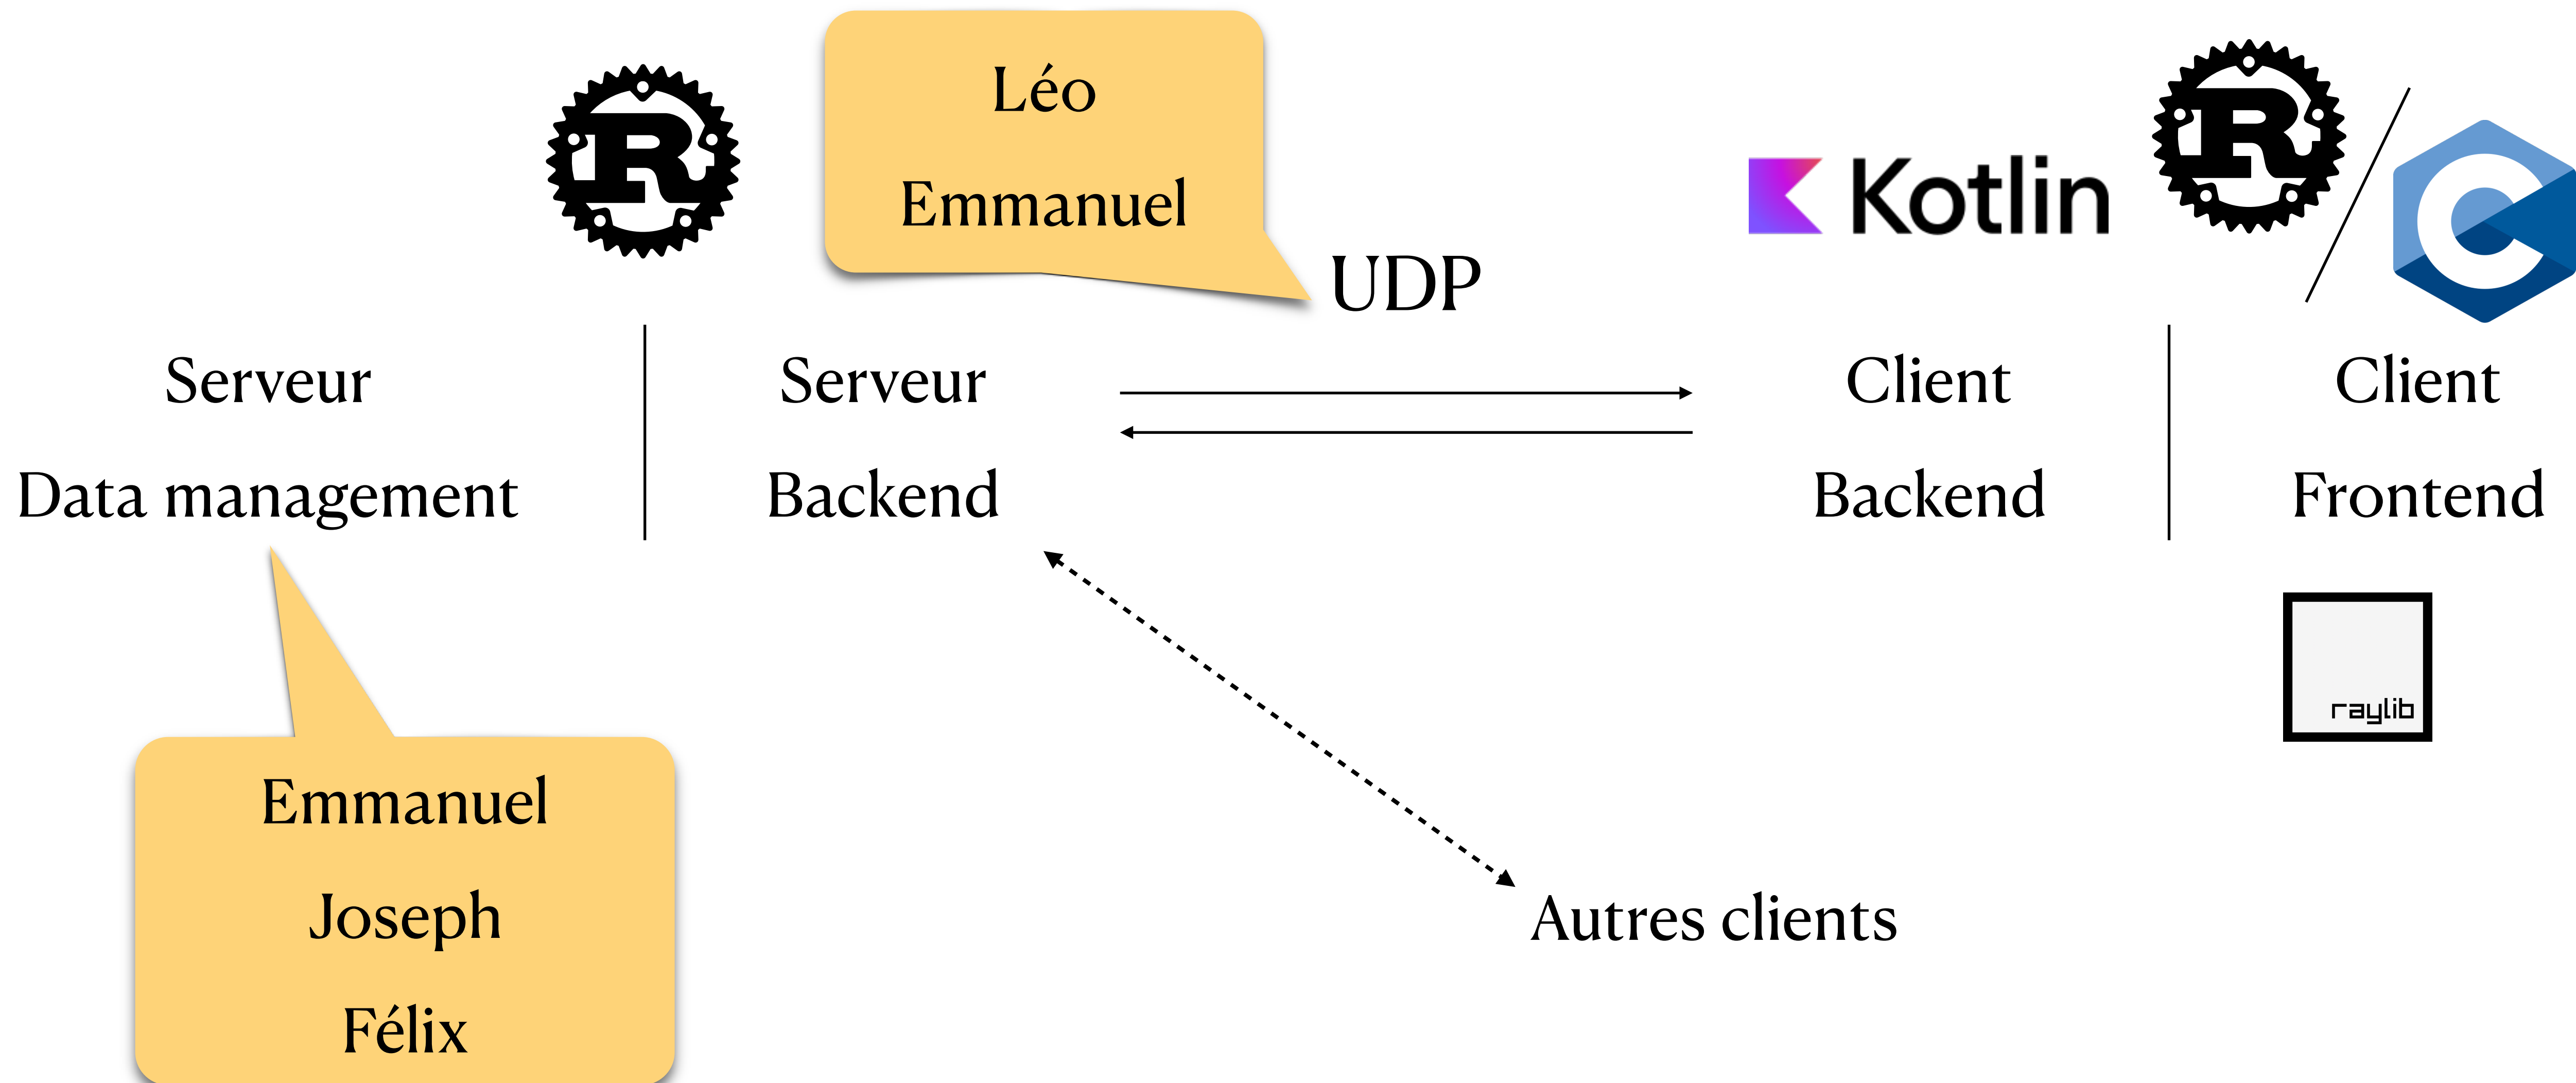 Léo
Emmanuel
R
Kotlin
R
C
UDP
Serveur
Data management
Serveur
Backend
Client
Backend
Client
Frontend
raylib
Emmanuel
Joseph
Félix
Autres clients